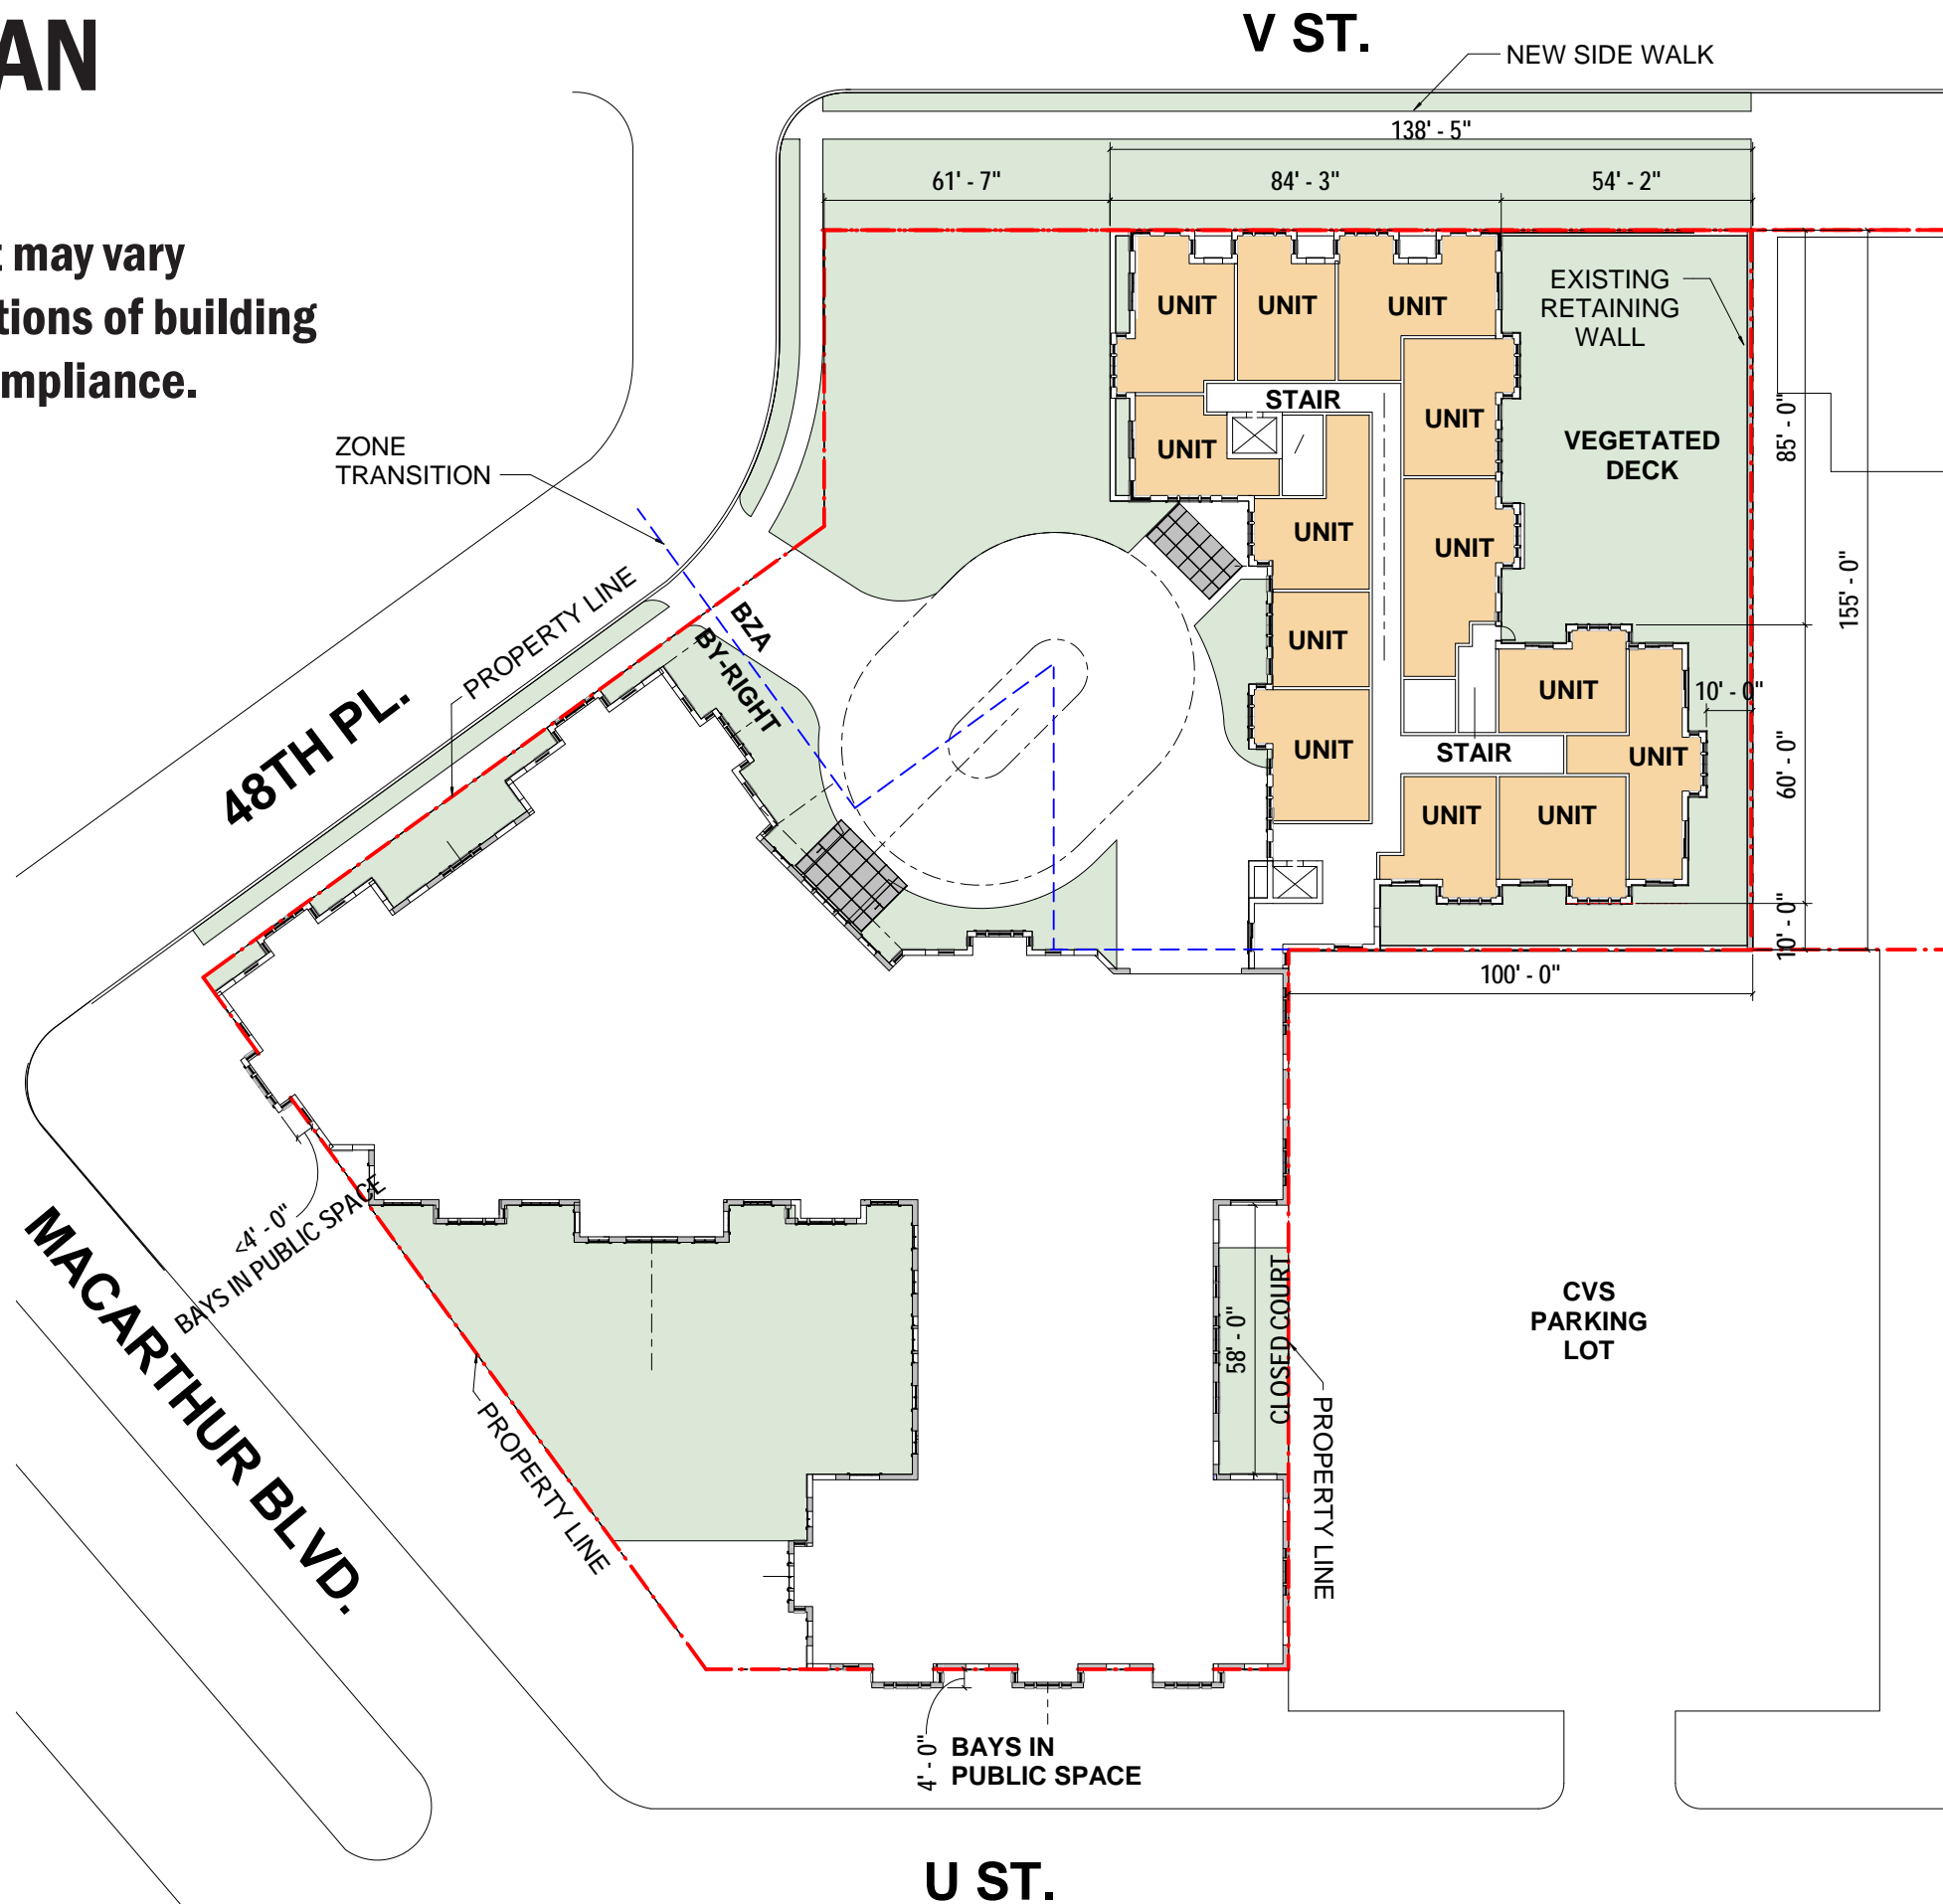 AN
V ST.
NEW SIDE WALK
138' - 5"
61' - 7"
84' - 3"
54' - 2"
t may vary
tions of building
mpliance.
EXISTING
RETAINING
WALL
UNIT
UNIT
UNIT
STAIR
UNIT
UNIT
VEGETATED
DECK
85' - 0"
155' - 0"
ZONE
TRANSITION
UNIT
UNIT
PROPERTY LINE
BZA
BY-RIGHT
UNIT
UNIT
10' - 0"
48TH PL.
UNIT
STAIR
UNIT
60' - 0"
UNIT
UNIT
10' - 0"
100' - 0"
<4' - 0"
BAYS IN PUBLIC SPACE
MACARTHUR BLVD.
PROPERTY LINE
58' - 0"
CLOSED COURT
PROPERTY LINE
CVS
PARKING
LOT
4' - 0"
BAYS IN
PUBLIC SPACE
U ST.